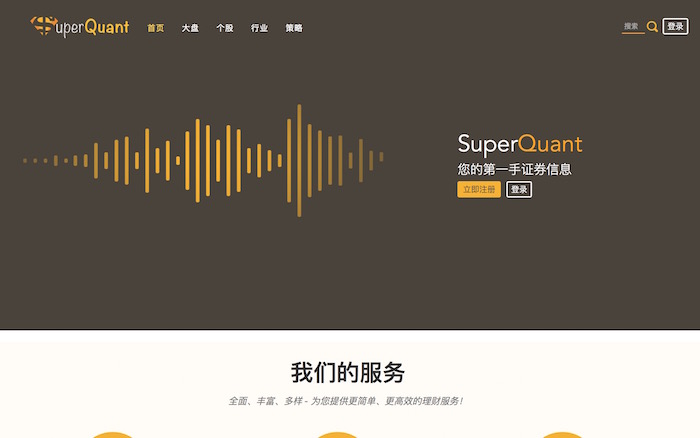 SuperQuant 首页 大盘 个股 行业 策略 搜索 登录
SuperQuant
您的第一手证券信息
立即注册 登录
我们的服务
全面、丰富、多样 - 为您提供更简单、更高效的理财服务！